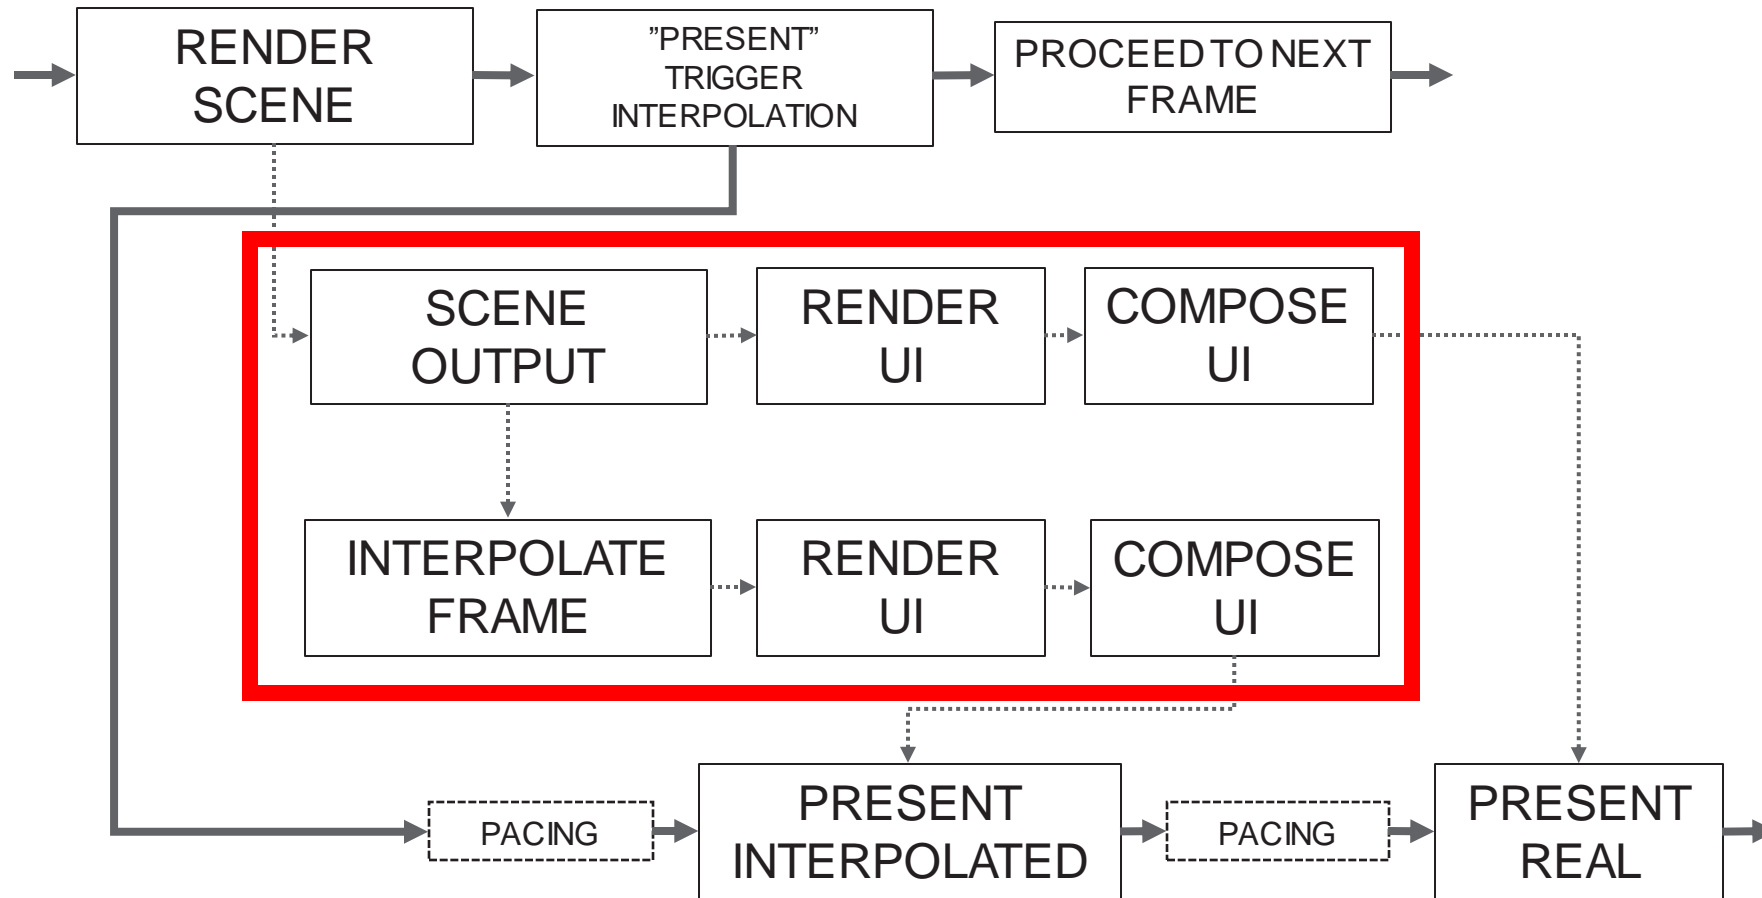 RENDER
SCENE
”PRESENT”
TRIGGER
INTERPOLATION
PROCEED TO NEXT
FRAME
SCENE
OUTPUT
RENDER
UI
COMPOSE
UI
INTERPOLATE
FRAME
RENDER
UI
COMPOSE
UI
PACING
PRESENT
INTERPOLATED
PACING
PRESENT
REAL